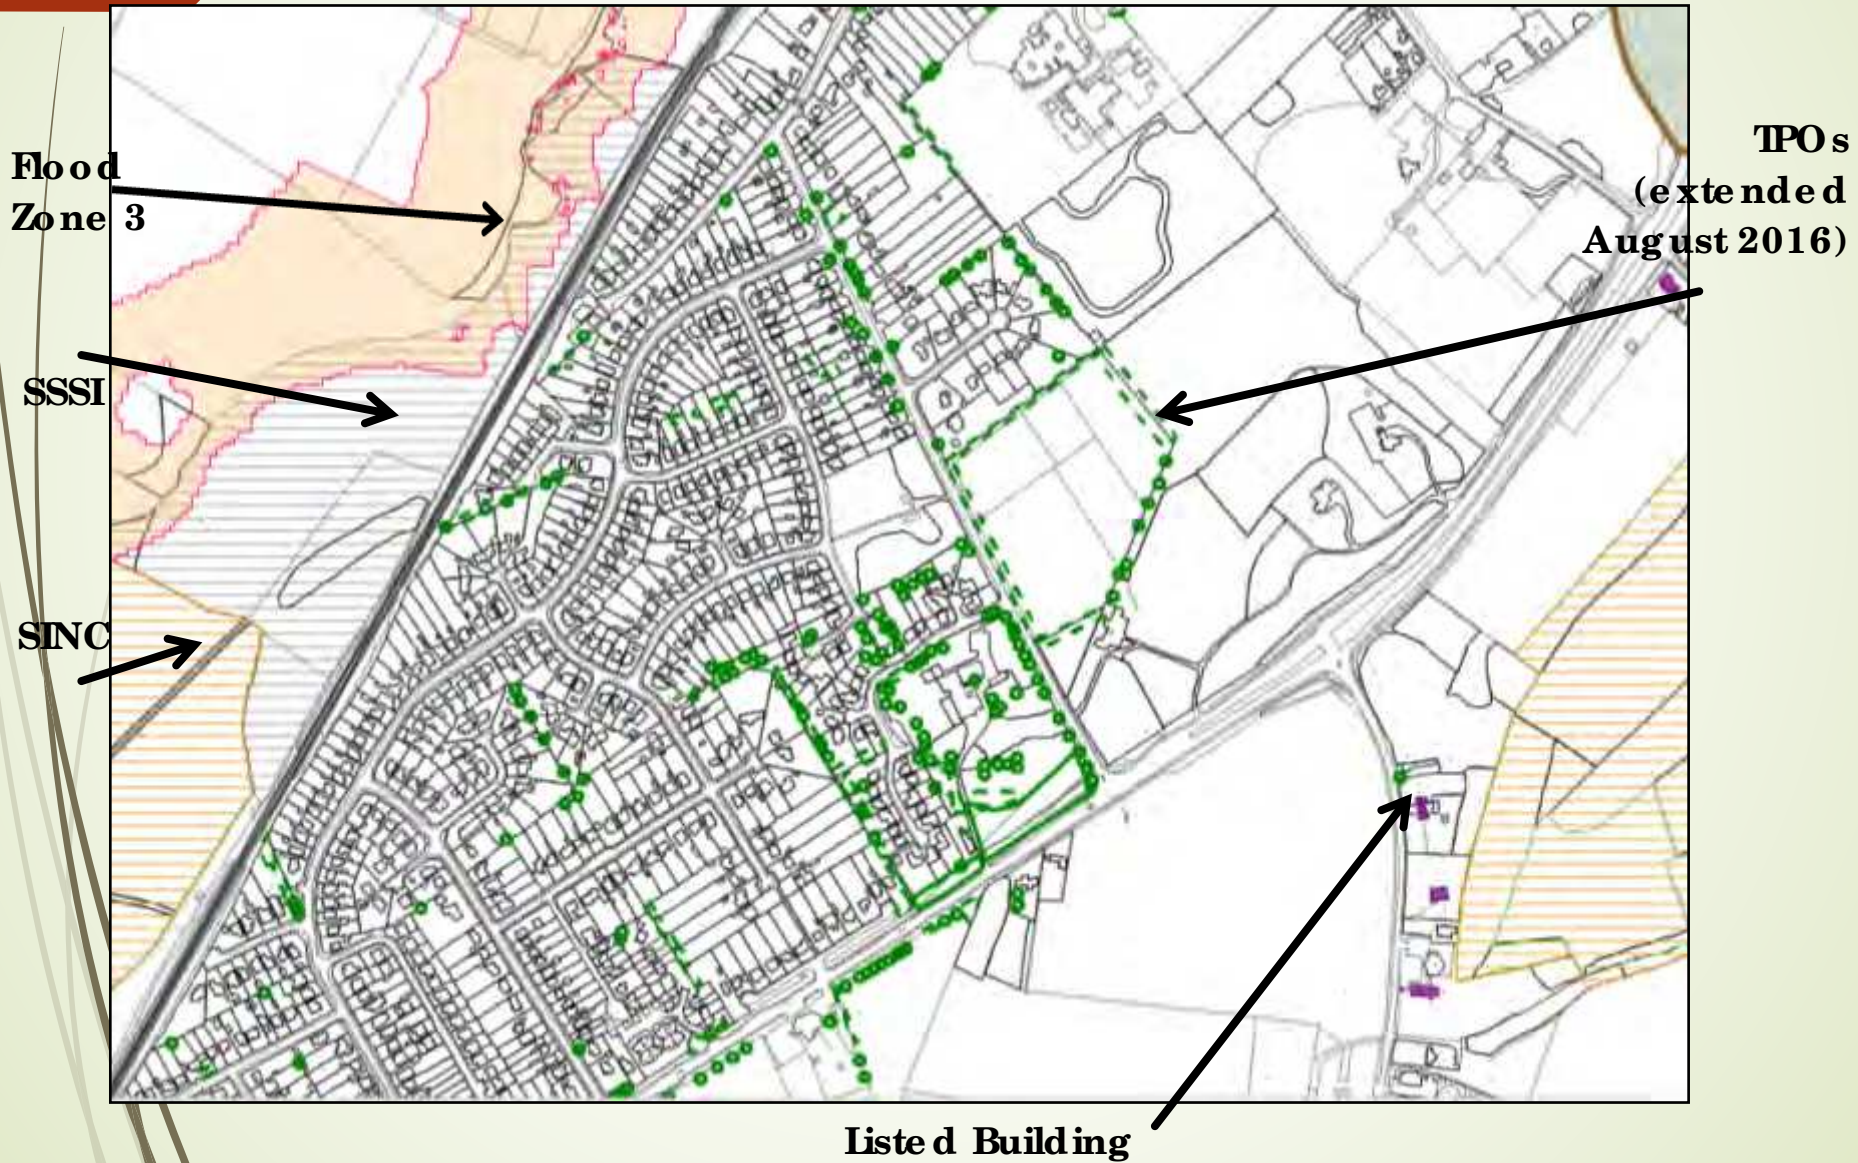 Flood
Zone 3
TPOs
(extended
August 2016)
SSSI
SINC
Listed Building